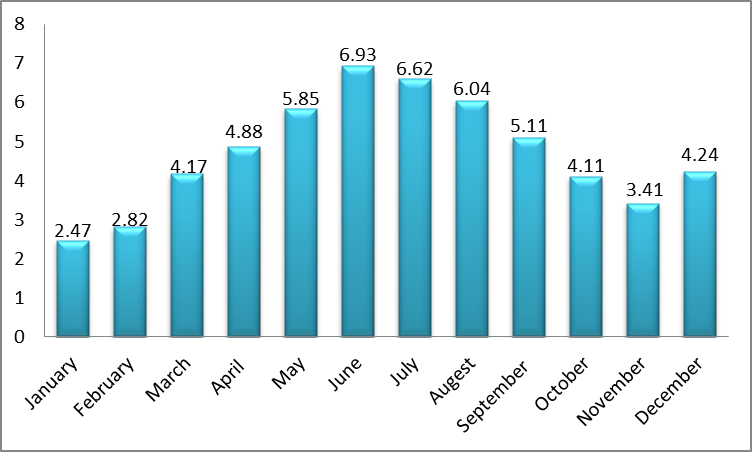 8
7
6
5
4
3
2
1
0
2.47
2.82
4.17
4.88
5.85
6.93
6.62
6.04
5.11
4.11
3.41
4.24
January
February
March
April
May
June
July
Augest
September
October
November
December